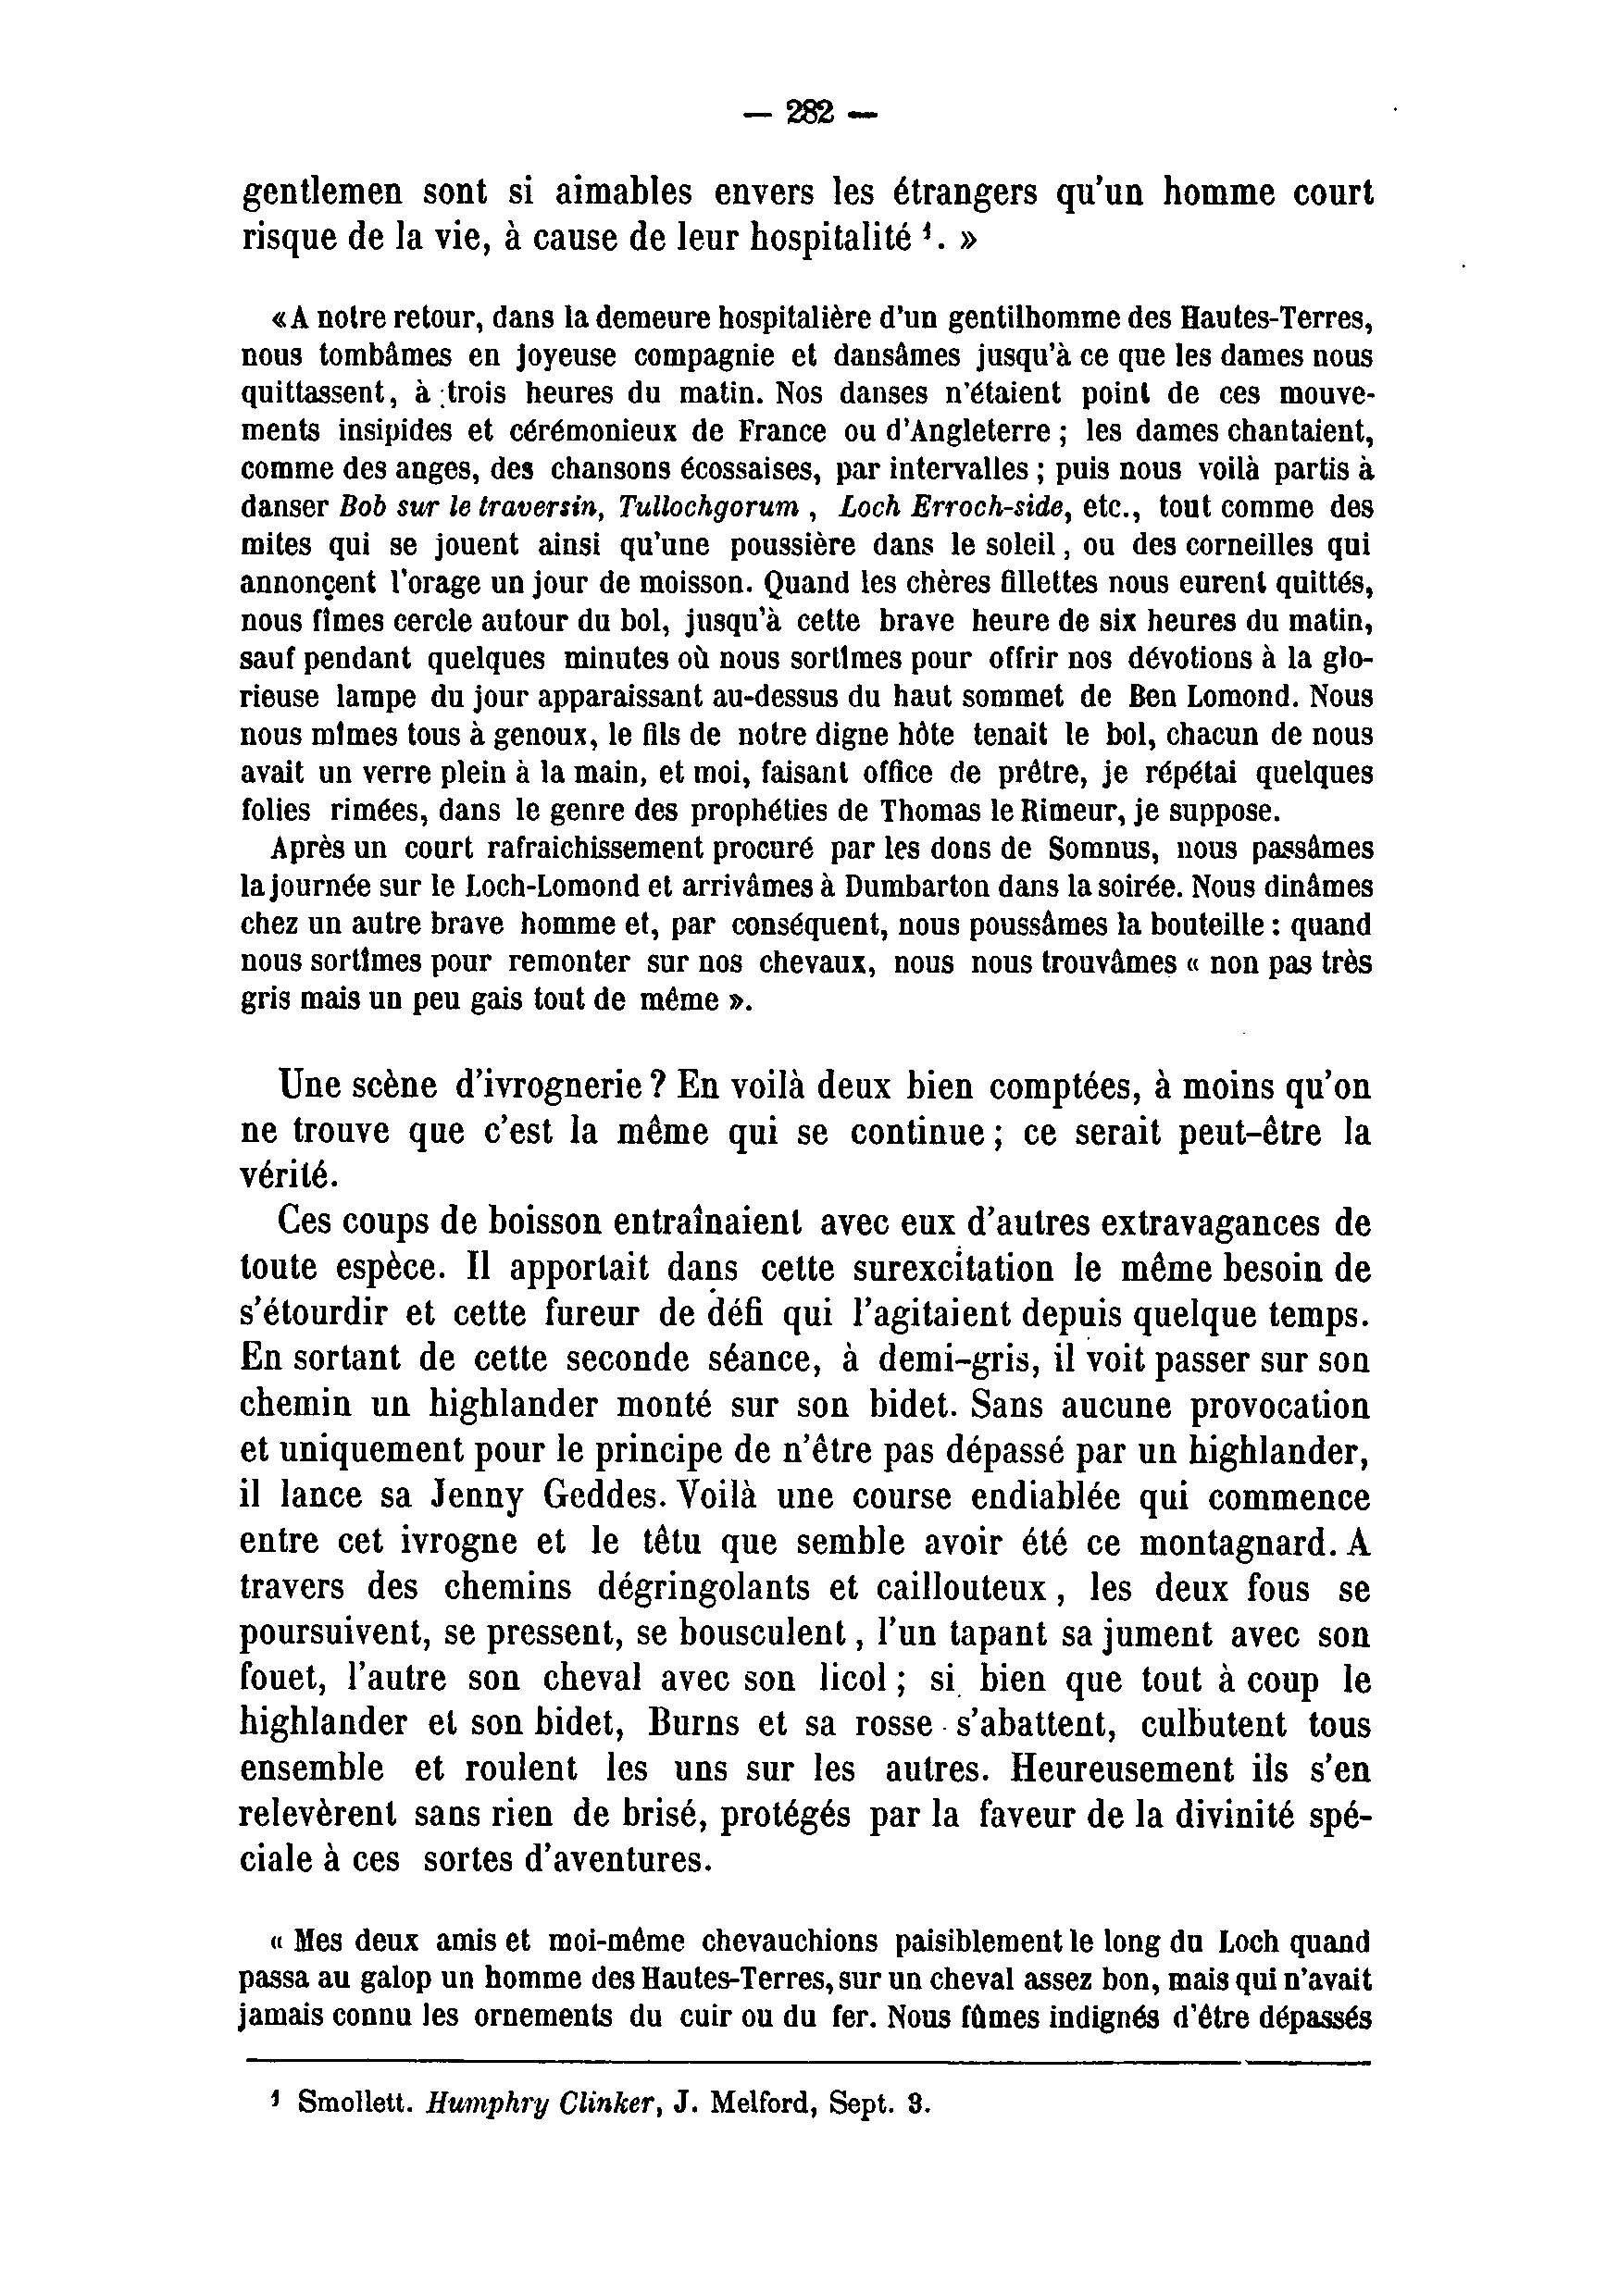 — 282 —
gentlemen sont si aimables envers les étrangers qu'un homme court
risque de la vie, à cause de leur hospitalité ¹. »
«A notre retour, dans la demeure hospitalière d'un gentilhomme des Hautes-Terres,
nous tombâmes en joyeuse compagnie et dansâmes jusqu'à ce que les dames nous
quittassent, à trois heures du matin. Nos danses n'étaient point de ces mouve-
ments insipides et cérémonieux de France ou d'Angleterre ; les dames chantaient,
comme des anges, des chansons écossaises, par intervalles ; puis nous voilà partis à
danser Bob sur le traversin, Tullochgorum , Loch Erroch-side, etc., tout comme des
mites qui se jouent ainsi qu'une poussière dans le soleil , ou des corneilles qui
annonçent l'orage un jour de moisson. Quand les chères fillettes nous eurent quittés,
nous fîmes cercle autour du bol, jusqu'à cette brave heure de six heures du matin,
sauf pendant quelques minutes où nous sortîmes pour offrir nos dévotions à la glo-
rieuse lampe du jour apparaissant au-dessus du haut sommet de Ben Lomond. Nous
nous mîmes tous à genoux, le fils de notre digne hôte tenait le bol, chacun de nous
avait un verre plein à la main, et moi, faisant office de prêtre, je répétai quelques
folies rimées, dans le genre des prophéties de Thomas le Rimeur, je suppose.
Après un court rafraichissement procuré par les dons de Somnus, nous passâmes
la journée sur le Loch-Lomond et arrivâmes à Dumbarton dans la soirée. Nous dinâmes
chez un autre brave homme et, par conséquent, nous poussâmes la bouteille : quand
nous sortîmes pour remonter sur nos chevaux, nous nous trouvâmes « non pas très
gris mais un peu gais tout de même ».
Une scène d'ivrognerie ? En voilà deux bien comptées, à moins qu'on
ne trouve que c'est la même qui se continue ; ce serait peut-être la
vérité.
Ces coups de boisson entraînaient avec eux d'autres extravagances de
toute espèce. Il apportait dans cette surexcitation le même besoin de
s'étourdir et cette fureur de défi qui l'agitaient depuis quelque temps.
En sortant de cette seconde séance, à demi-gris, il voit passer sur son
chemin un highlander monté sur son bidet. Sans aucune provocation
et uniquement pour le principe de n'être pas dépassé par un highlander,
il lance sa Jenny Geddes. Voilà une course endiablée qui commence
entre cet ivrogne et le têtu que semble avoir été ce montagnard. A
travers des chemins dégringolants et caillouteux , les deux fous se
poursuivent, se pressent, se bousculent , l'un tapant sa jument avec son
fouet, l'autre son cheval avec son licol ; si bien que tout à coup le
highlander et son bidet, Burns et sa rosse s'abattent, culbutent tous
ensemble et roulent les uns sur les autres. Heureusement ils s'en
relevèrent sans rien de brisé, protégés par la faveur de la divinité spé-
ciale à ces sortes d'aventures.
« Mes deux amis et moi-même chevauchions paisiblement le long du Loch quand
passa au galop un homme des Hautes-Terres, sur un cheval assez bon, mais qui n'avait
jamais connu les ornements du cuir ou du fer. Nous fûmes indignés d'être dépassés
¹ Smollett. Humphry Clinker, J. Melford, Sept. 3.